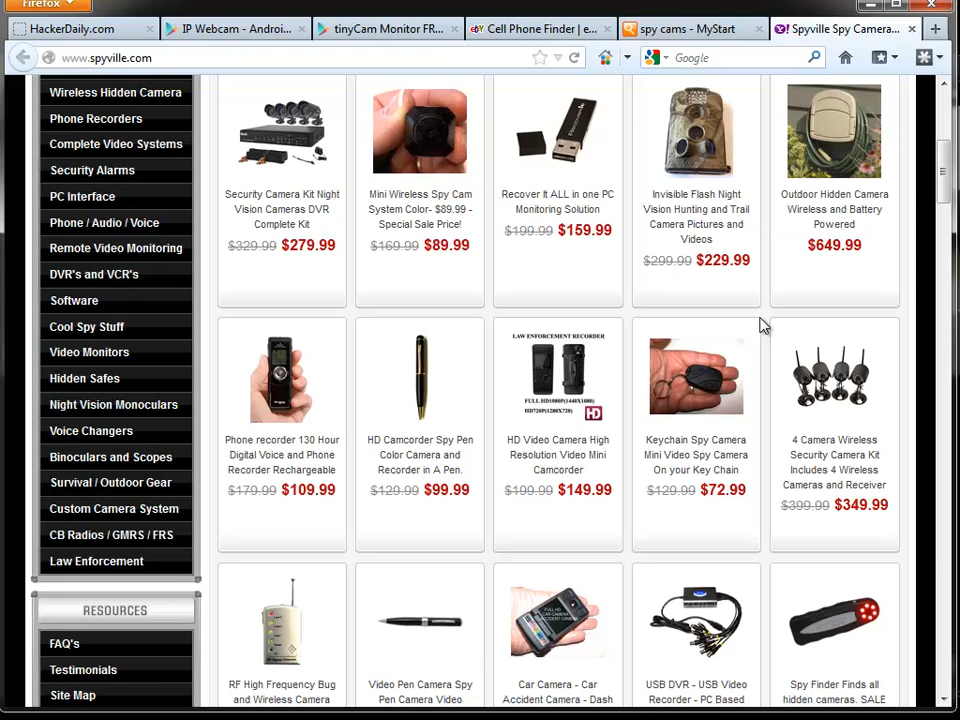 Firefox
HackerDaily.com
IP Webcam - Androi...
tinyCam Monitor FR...
Cell Phone Finder | e...
spy cams - MyStart
Spyville Spy Camera...
www.spyville.com
Google
Wireless Hidden Camera
Phone Recorders
Complete Video Systems
Security Alarms
PC Interface
Phone / Audio / Voice
Remote Video Monitoring
DVR's and VCR's
Software
Cool Spy Stuff
Video Monitors
Hidden Safes
Night Vision Monoculars
Voice Changers
Binoculars and Scopes
Survival / Outdoor Gear
Custom Camera System
CB Radios / GMRS / FRS
Law Enforcement
RESOURCES
FAQ's
Testimonials
Site Map
Security Camera Kit Night
Vision Cameras DVR
Complete Kit
$329.99 $279.99
Mini Wireless Spy Cam
System Color- $89.99 -
Special Sale Price!
$169.99 $89.99
Recover It ALL in one PC
Monitoring Solution
$199.99 $159.99
Invisible Flash Night
Vision Hunting and Trail
Camera Pictures and
Videos
$299.99 $229.99
Outdoor Hidden Camera
Wireless and Battery
Powered
$649.99
Phone recorder 130 Hour
Digital Voice and Phone
Recorder Rechargeable
$179.99 $109.99
HD Camcorder Spy Pen
Color Camera and
Recorder in A Pen.
$129.99 $99.99
LAW ENFORCEMENT RECORDER
FULL HD1080P(1440X1080)
HD720P(1280X720)
HD
HD Video Camera High
Resolution Video Mini
Camcorder
$199.99 $149.99
Keychain Spy Camera
Mini Video Spy Camera
On your Key Chain
$129.99 $72.99
4 Camera Wireless
Security Camera Kit
Includes 4 Wireless
Cameras and Receiver
$399.99 $349.99
RF High Frequency Bug
and Wireless Camera
Video Pen Camera Spy
Pen Camera Video
FULL HD
CAR CAMERA
ACCIDENT CAMERA
Car Camera - Car
Accident Camera - Dash
USB DVR - USB Video
Recorder - PC Based
Spy Finder Finds all
hidden cameras. SALE